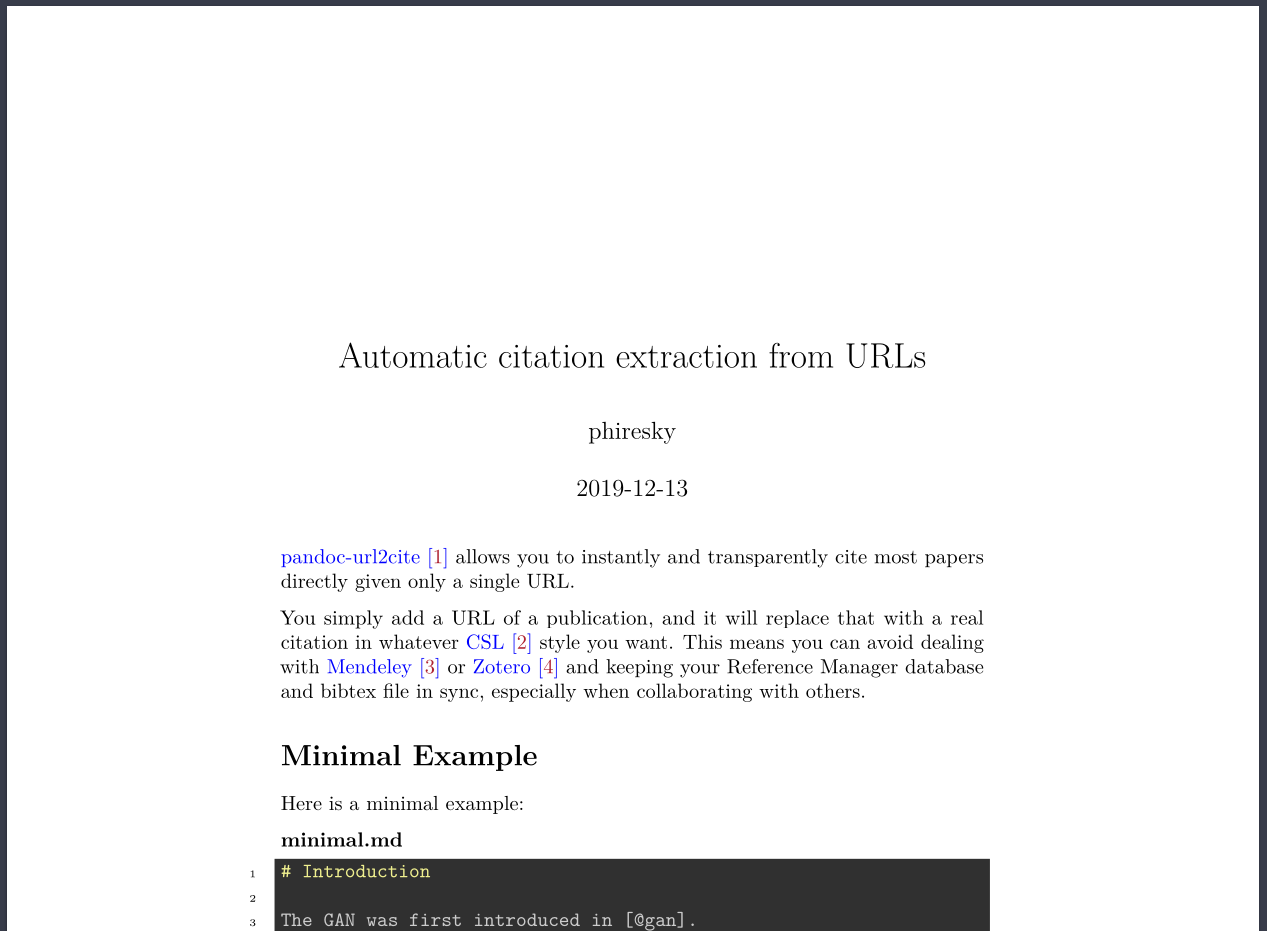 Automatic citation extraction from URLs
phiresky
2019-12-13
pandoc-url2cite [1] allows you to instantly and transparently cite most papers
directly given only a single URL.
You simply add a URL of a publication, and it will replace that with a real
citation in whatever CSL [2] style you want. This means you can avoid dealing
with Mendeley [3] or Zotero [4] and keeping your Reference Manager database
and bibtex file in sync, especially when collaborating with others.
Minimal Example
Here is a minimal example:
minimal.md
1 # Introduction
2
3 The GAN was first introduced in [@gan].